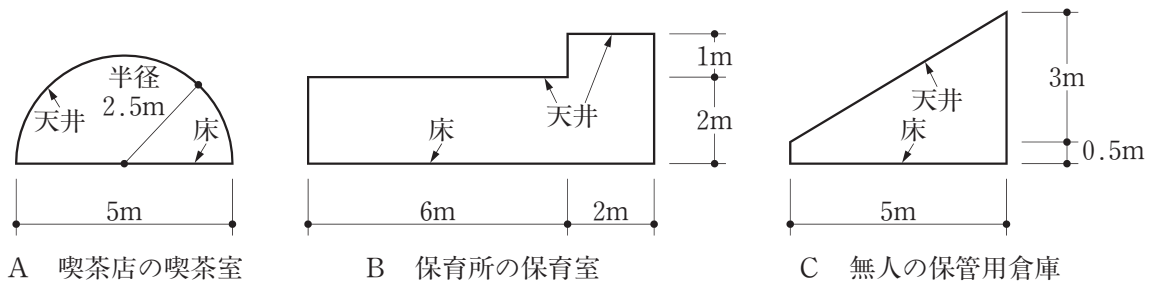 半径
2.5m
天井
床
5m
A 喫茶店の喫茶室
1m
2m
天井
床
6m
2m
B 保育所の保育室
3m
0.5m
天井
床
5m
C 無人の保管用倉庫